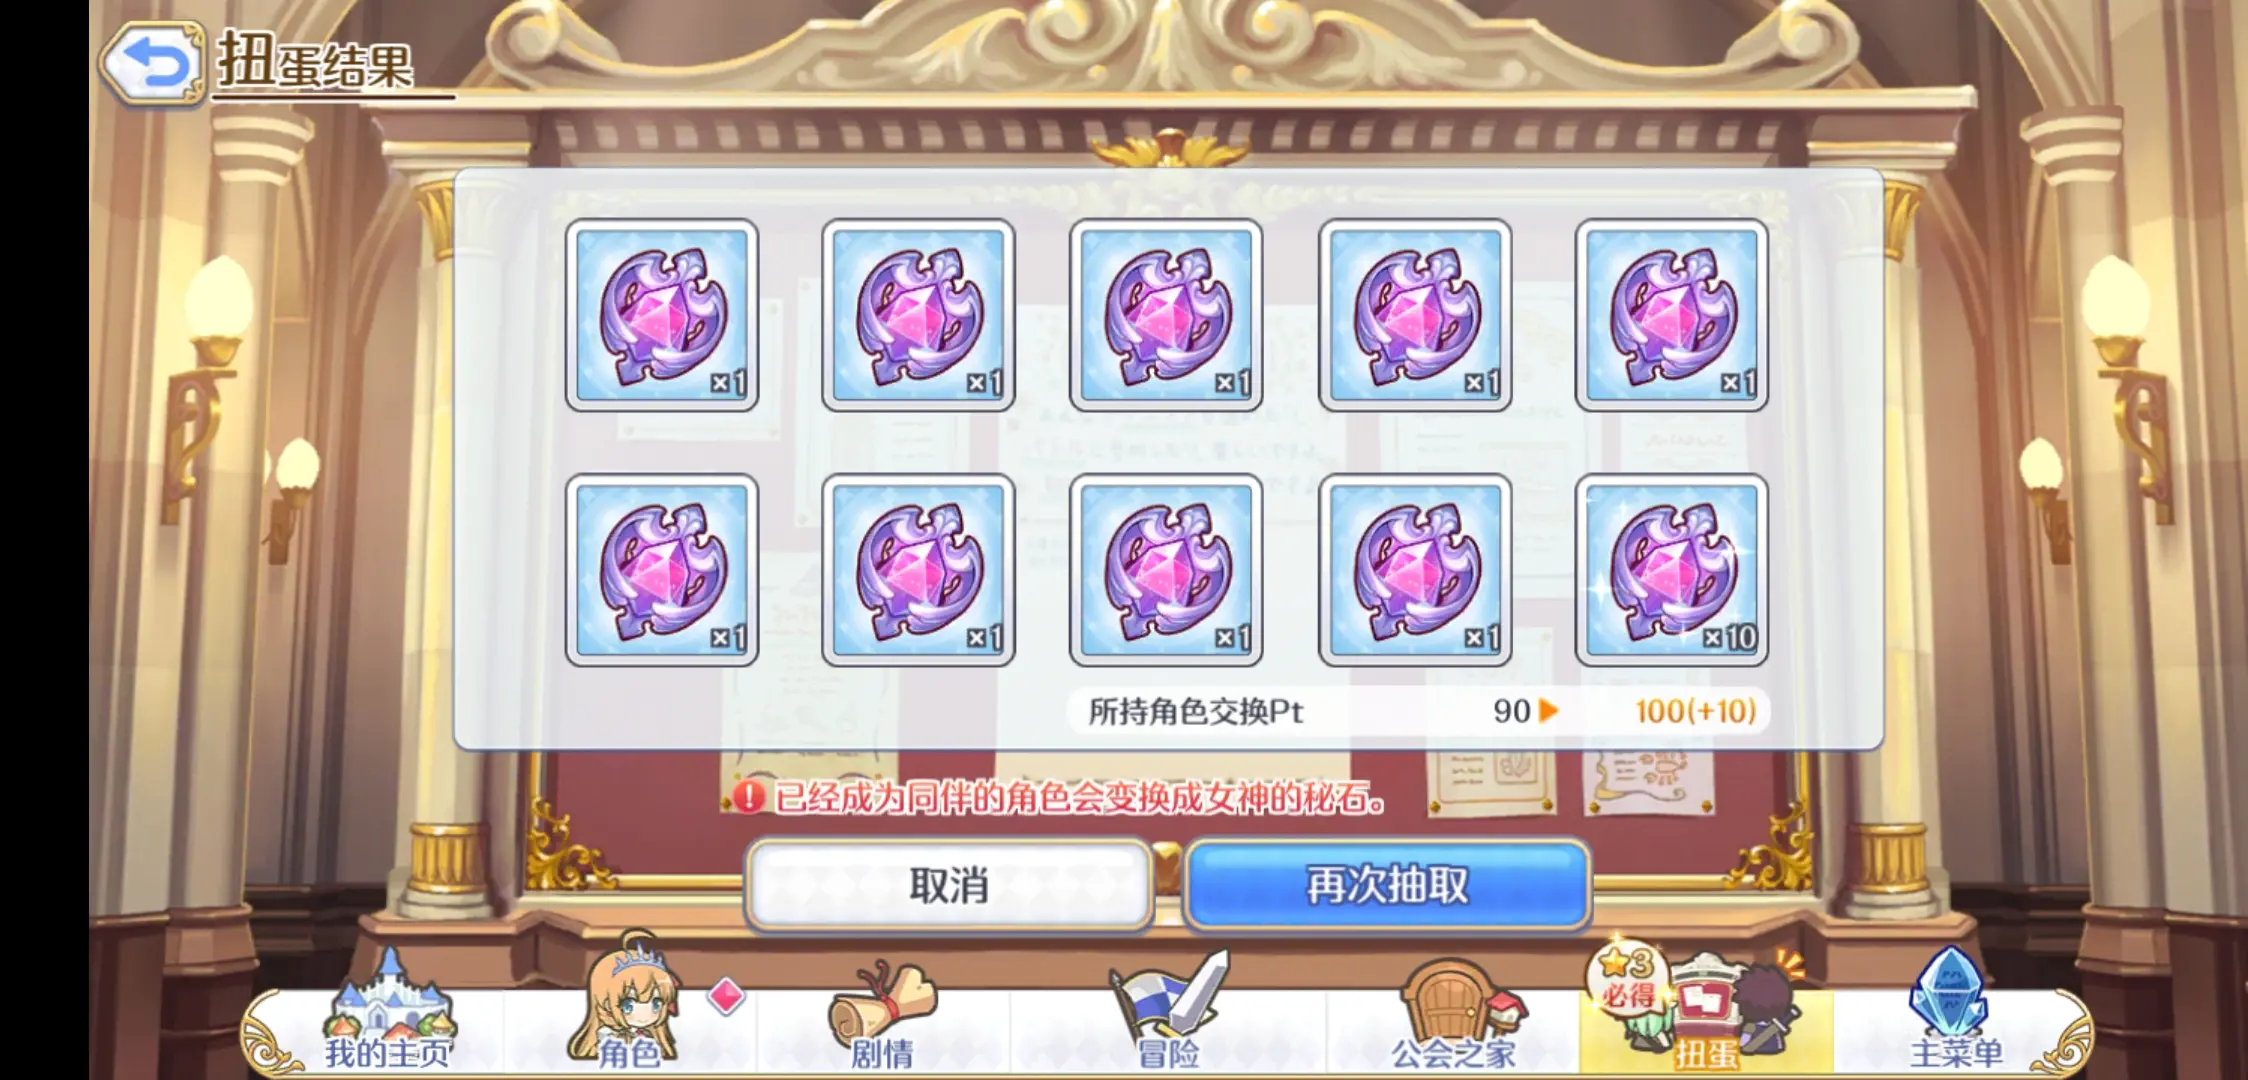 扭蛋结果
×1 ×1 ×1 ×1 ×1
×1 ×1 ×1 ×1 ×10
所持角色交换Pt 90 ▶ 100(+10)
! 已经成为同伴的角色会变换成女神的秘石。
取消 再次抽取
★3
必得
我的主页 角色 剧情 冒险 公会之家 扭蛋 主菜单